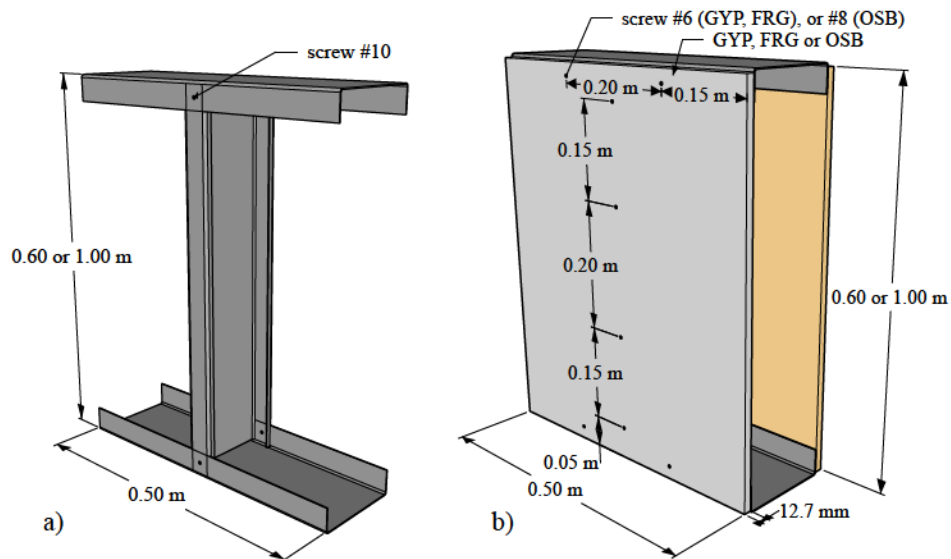 screw #10
0.60 or 1.00 m
0.50 m
a)
screw #6 (GYP, FRG), or #8 (OSB)
GYP, FRG or OSB
0.20 m
0.15 m
0.15 m
0.20 m
0.60 or 1.00 m
0.15 m
0.05 m
0.50 m
12.7 mm
b)